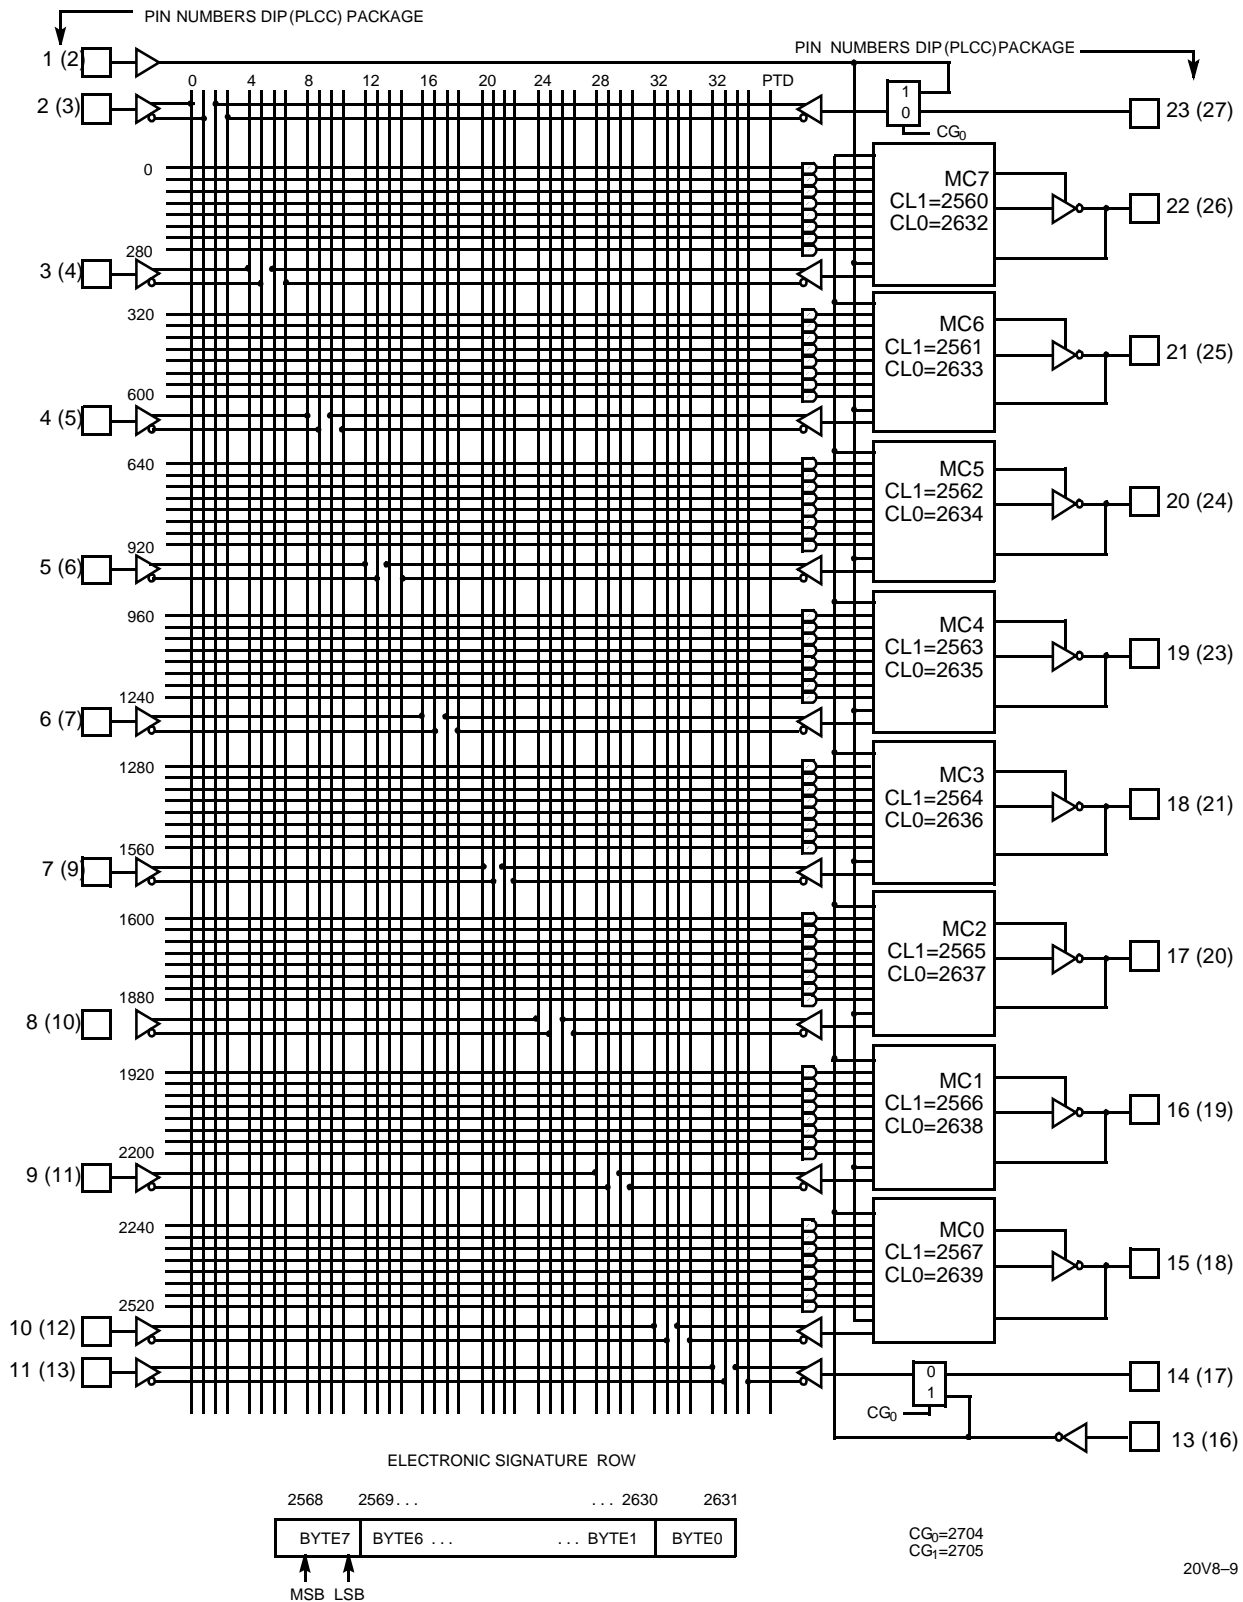 PIN NUMBERS DIP (PLCC) PACKAGE
PIN NUMBERS DIP (PLCC) PACKAGE
1 (2)
0 4 8 12 16 20 24 28 32 32 PTD
1
0
2 (3)
23 (27)
CG0
0
MC7
CL1=2560
CL0=2632
22 (26)
280
3 (4)
320
MC6
CL1=2561
CL0=2633
21 (25)
600
4 (5)
640
MC5
CL1=2562
CL0=2634
20 (24)
920
5 (6)
960
MC4
CL1=2563
CL0=2635
19 (23)
1240
6 (7)
1280
MC3
CL1=2564
CL0=2636
18 (21)
1560
7 (9)
1600
MC2
CL1=2565
CL0=2637
17 (20)
1880
8 (10)
1920
MC1
CL1=2566
CL0=2638
16 (19)
2200
9 (11)
2240
MC0
CL1=2567
CL0=2639
15 (18)
2520
10 (12)
11 (13)
0
1
14 (17)
CG0
13 (16)
ELECTRONIC SIGNATURE ROW
2568 2569 . . . . . . 2630 2631
BYTE7 BYTE6 . . . . . . BYTE1 BYTE0
MSB LSB
CG0=2704
CG1=2705
20V8–9